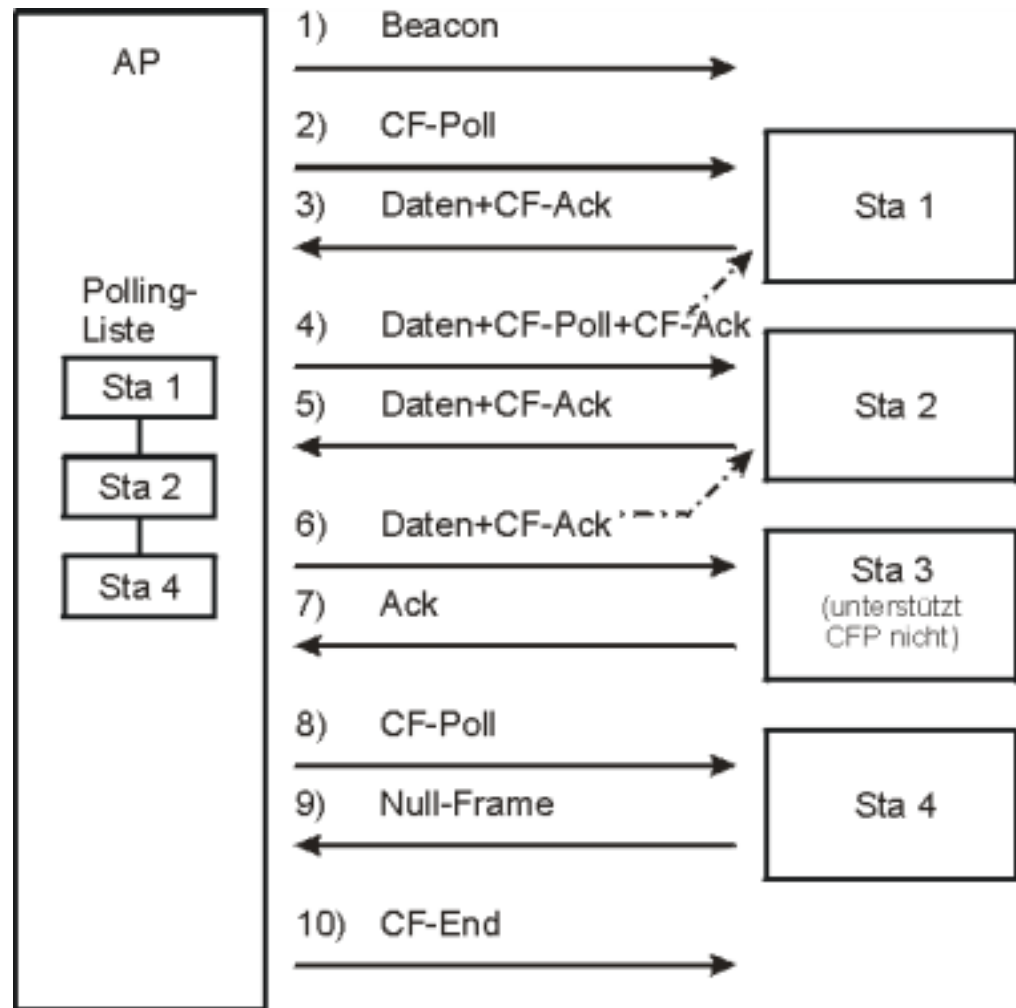 AP
Polling-
Liste
Sta 1
Sta 2
Sta 4
1) Beacon
2) CF-Poll
3) Daten+CF-Ack
4) Daten+CF-Poll+CF-Ack
5) Daten+CF-Ack
6) Daten+CF-Ack
7) Ack
8) CF-Poll
9) Null-Frame
10) CF-End
Sta 1
Sta 2
Sta 3
(unterstützt
CFP nicht)
Sta 4